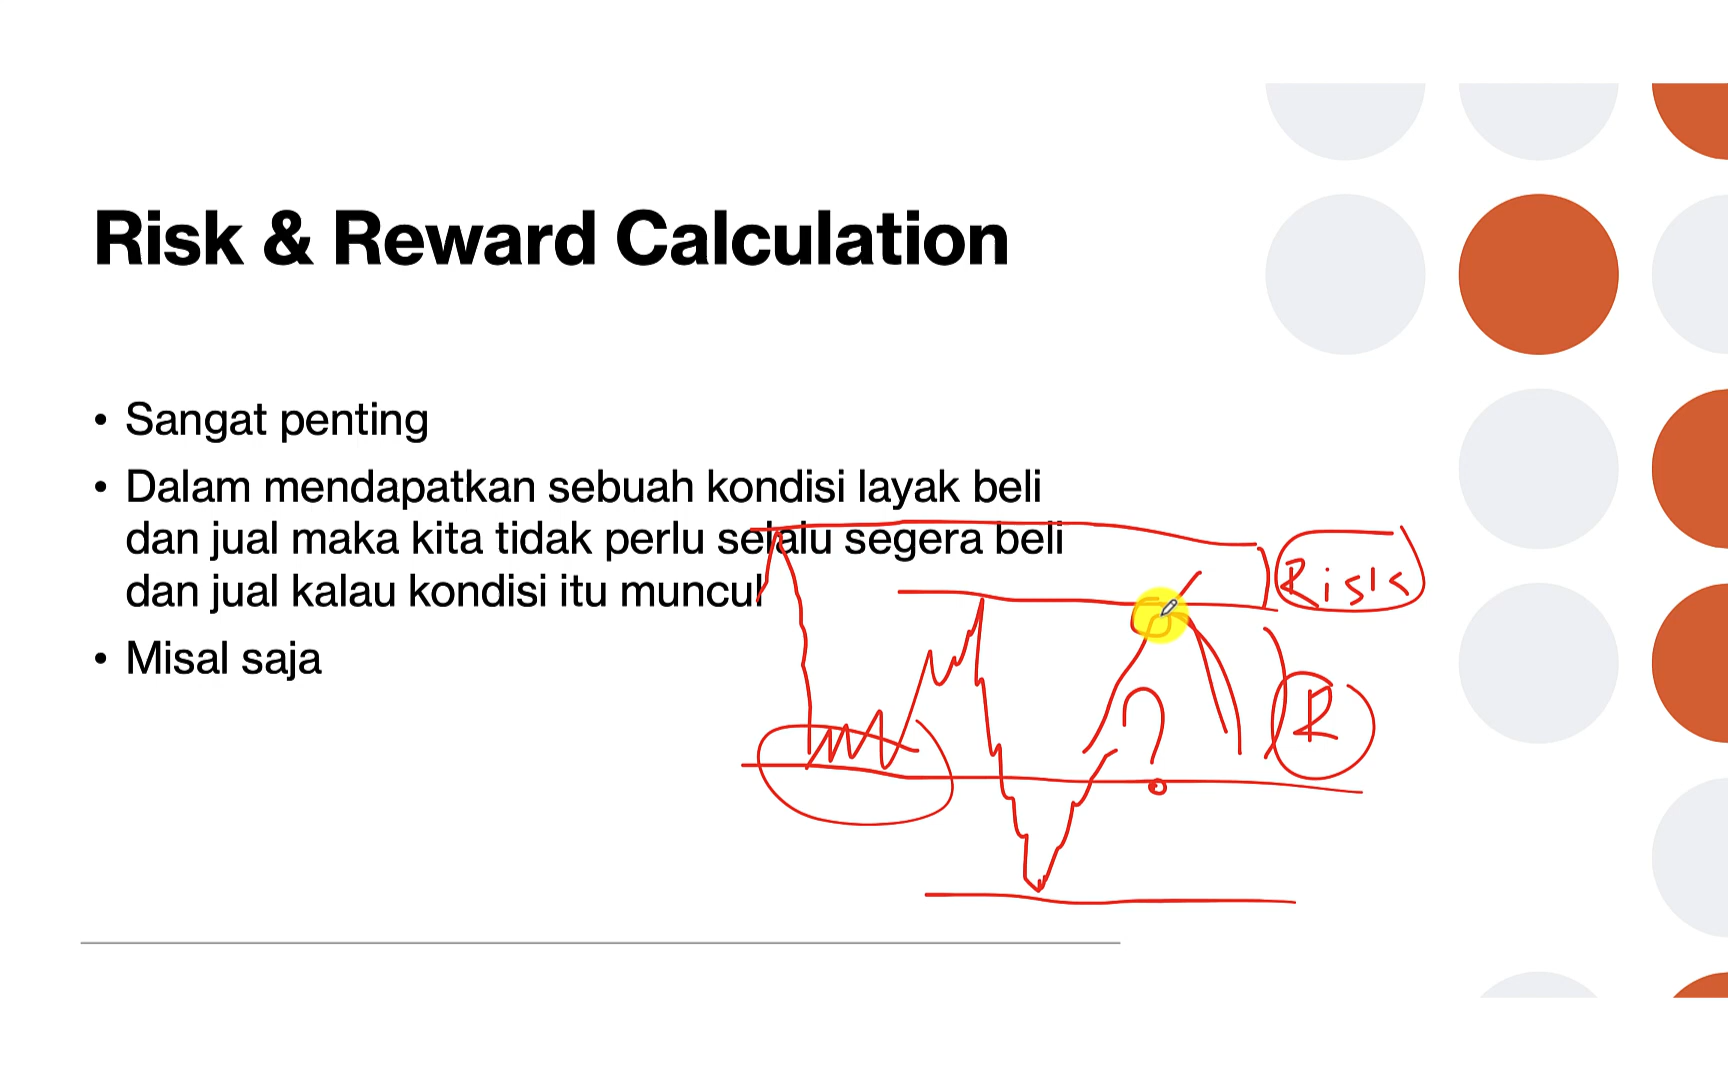 Risk & Reward Calculation
• Sangat penting
• Dalam mendapatkan sebuah kondisi layak beli
dan jual maka kita tidak perlu selalu segera beli
dan jual kalau kondisi itu muncul
• Misal saja
Risk
?
R